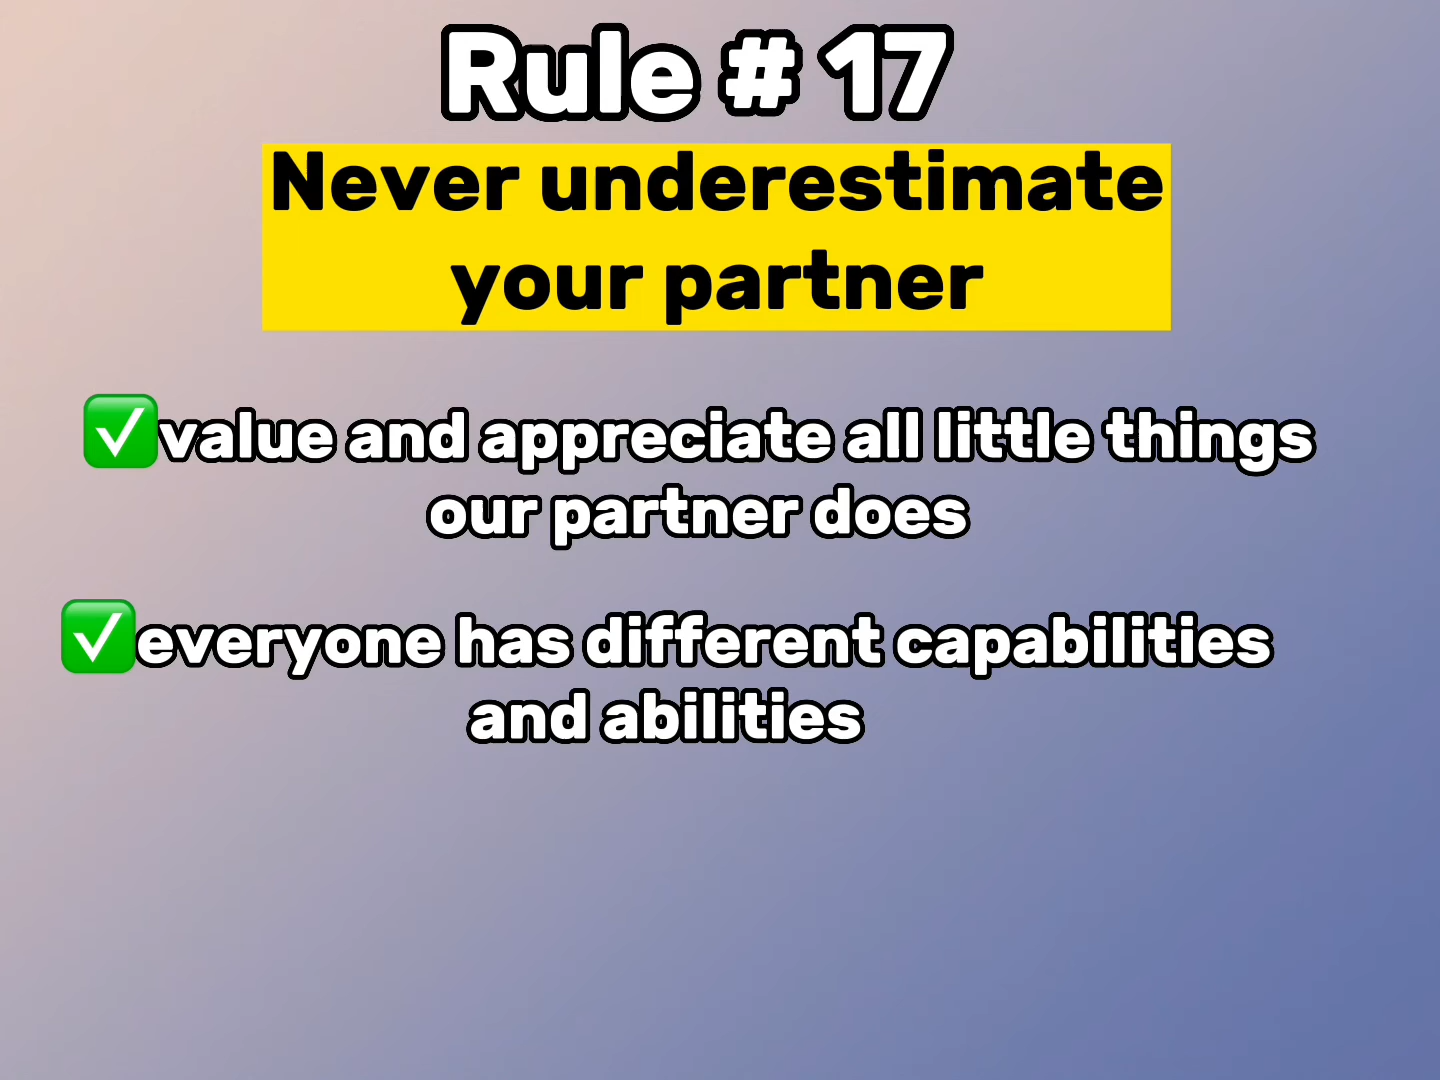 Rule # 17
Never underestimate
your partner
✅value and appreciate all little things
our partner does
✅everyone has different capabilities
and abilities